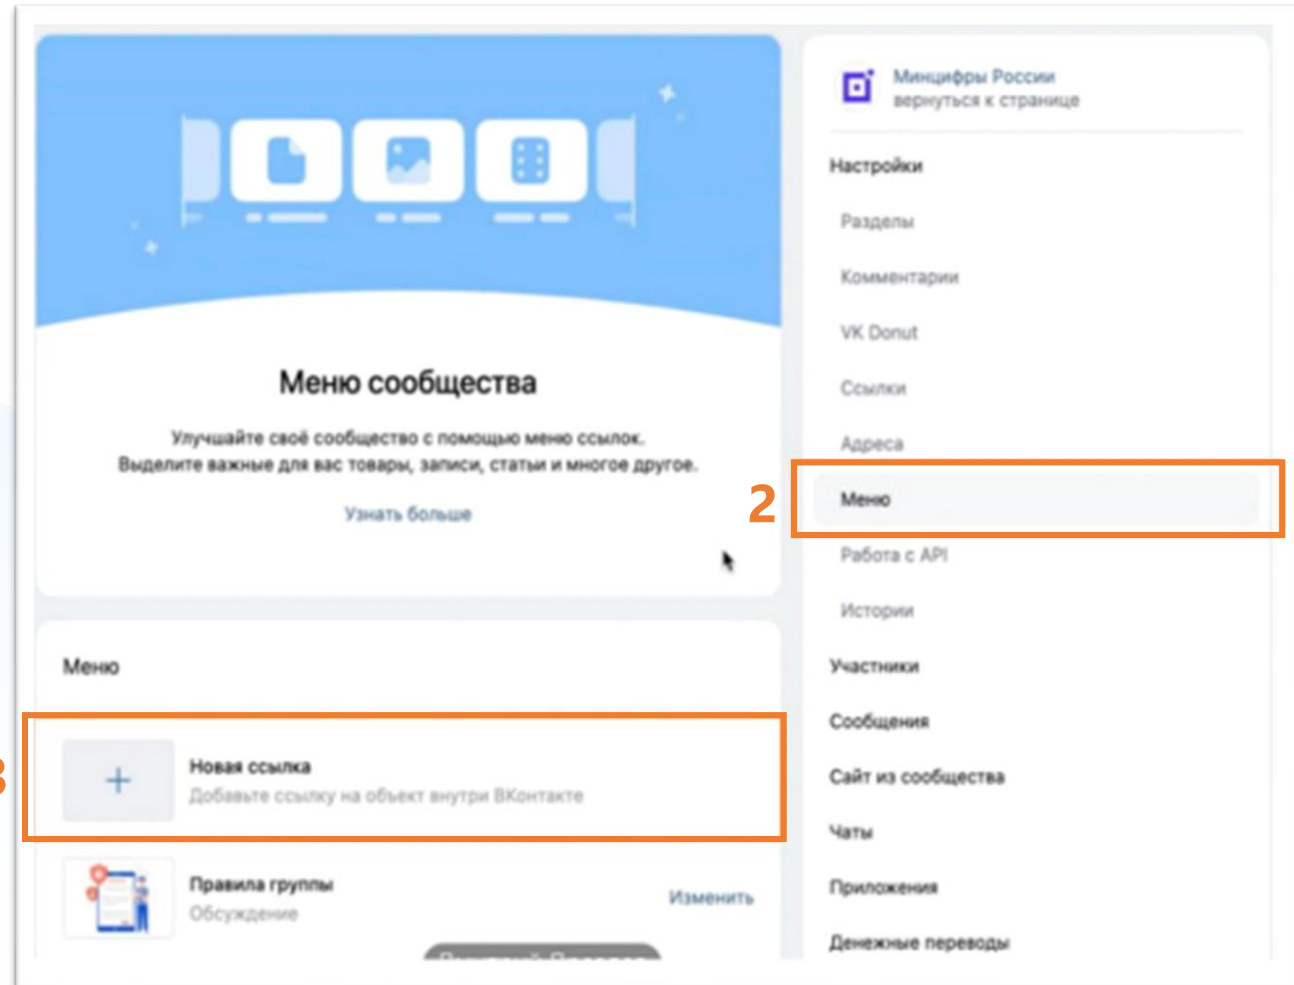 Меню сообщества
Улучшайте своё сообщество с помощью меню ссылок.
Выделите важные для вас товары, записи, статьи и многое другое.
Узнать больше
Меню
3
Новая ссылка
Добавьте ссылку на объект внутри ВКонтакте
Правила группы
Обсуждение
Изменить
Минцифры России
вернуться к странице
Настройки
Разделы
Комментарии
VK Donut
Ссылки
Адреса
2
Меню
Работа с API
Истории
Участники
Сообщения
Сайт из сообщества
Чаты
Приложения
Денежные переводы